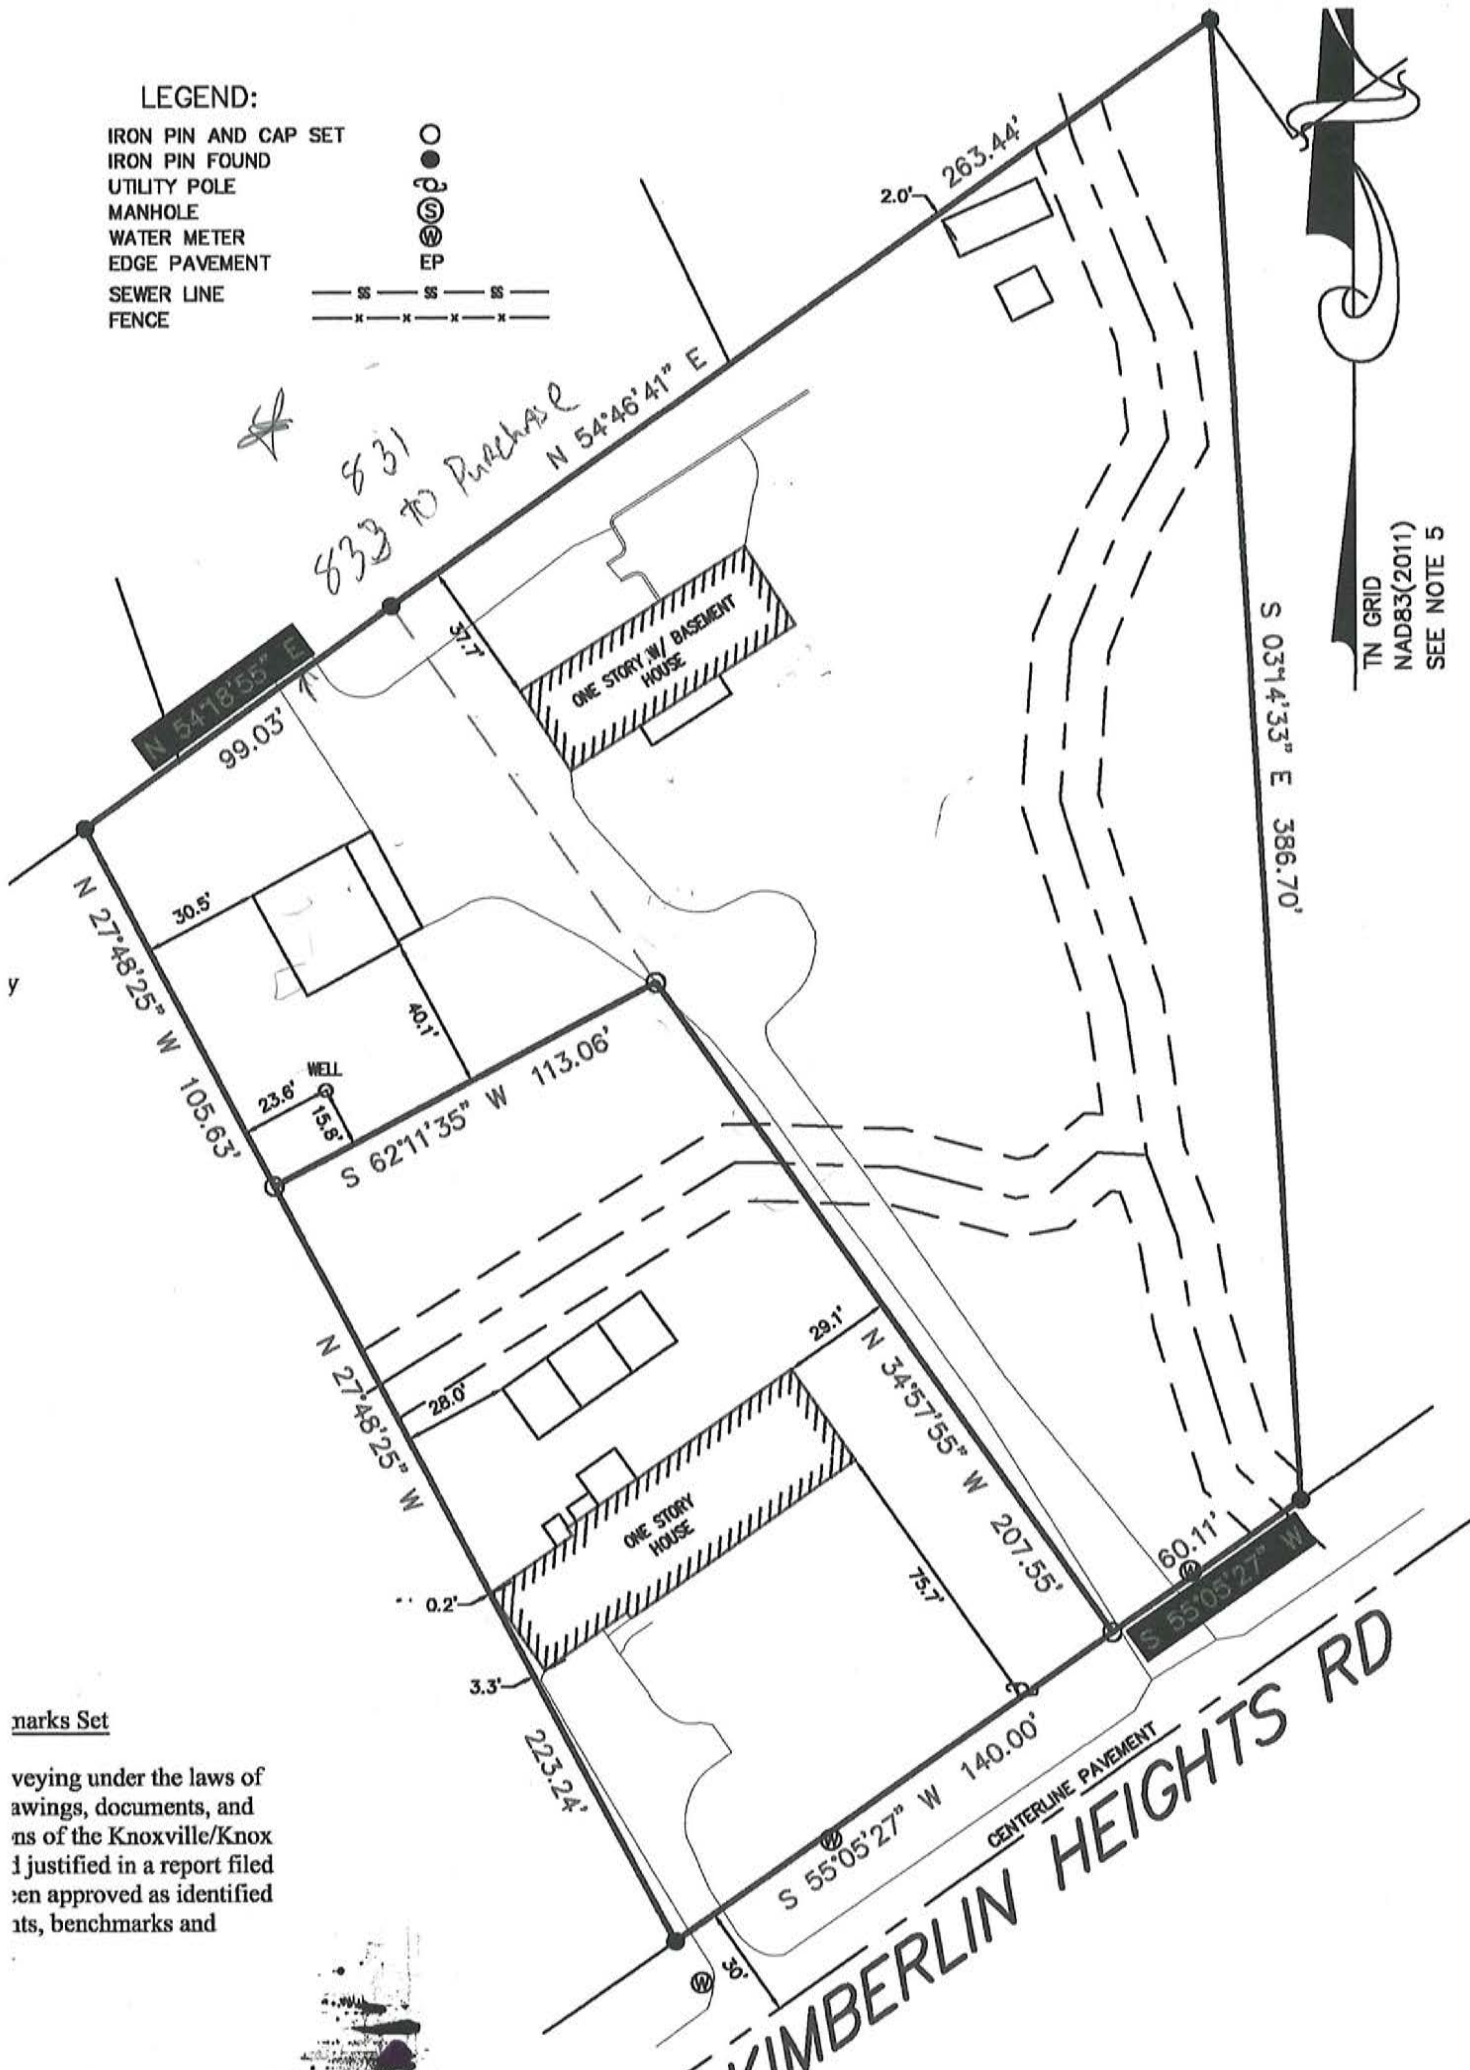 LEGEND:
IRON PIN AND CAP SET
IRON PIN FOUND
UTILITY POLE
MANHOLE S
WATER METER W
EDGE PAVEMENT EP
SEWER LINE SS SS SS
FENCE x x x x
831
833 to Purchase
2.0'
263.44'
N 54°46'41" E
TN GRID
NAD83(2011)
SEE NOTE 5
N 54°18'55" E
99.03'
37.7'
ONE STORY W/ BASEMENT
HOUSE
S 03°14'33" E 386.70'
N 27°48'25" W 105.63'
30.5'
40.1'
WELL
23.6'
15.8'
S 62°11'35" W 113.06'
y
N 27°48'25" W
223.24'
28.0'
29.1'
N 34°57'55" W 207.55'
ONE STORY
HOUSE
75.7'
0.2'
3.3'
60.11'
W
S 55°05'27" W
S 55°05'27" W 140.00'
W
W
30'
CENTERLINE PAVEMENT
KIMBERLIN HEIGHTS RD
narks Set
veying under the laws of
awings, documents, and
ns of the Knoxville/Knox
d justified in a report filed
een approved as identified
nts, benchmarks and